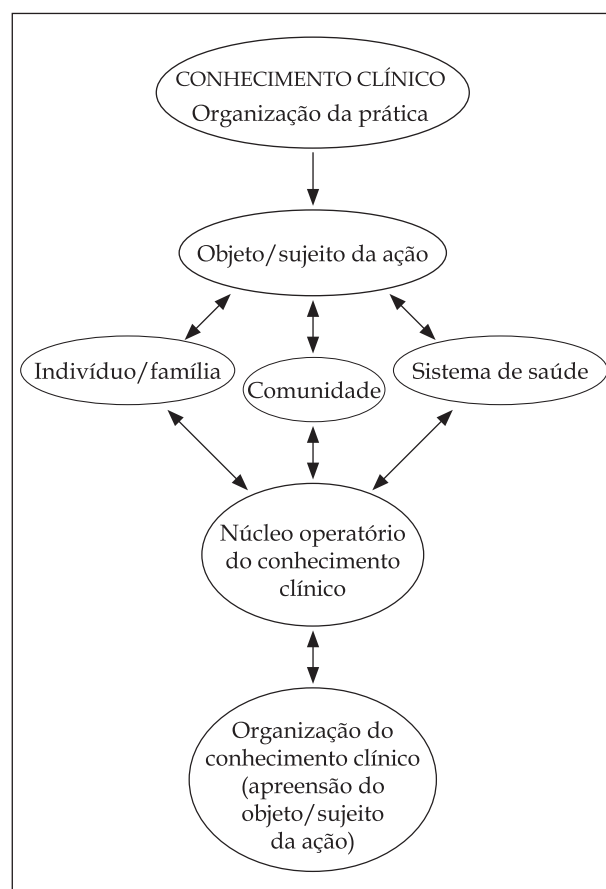 CONHECIMENTO CLÍNICO
Organização da prática
Objeto/sujeito da ação
Indivíduo/família
Comunidade
Sistema de saúde
Núcleo operatório
do conhecimento
clínico
Organização do
conhecimento clínico
(apreensão do
objeto/sujeito
da ação)